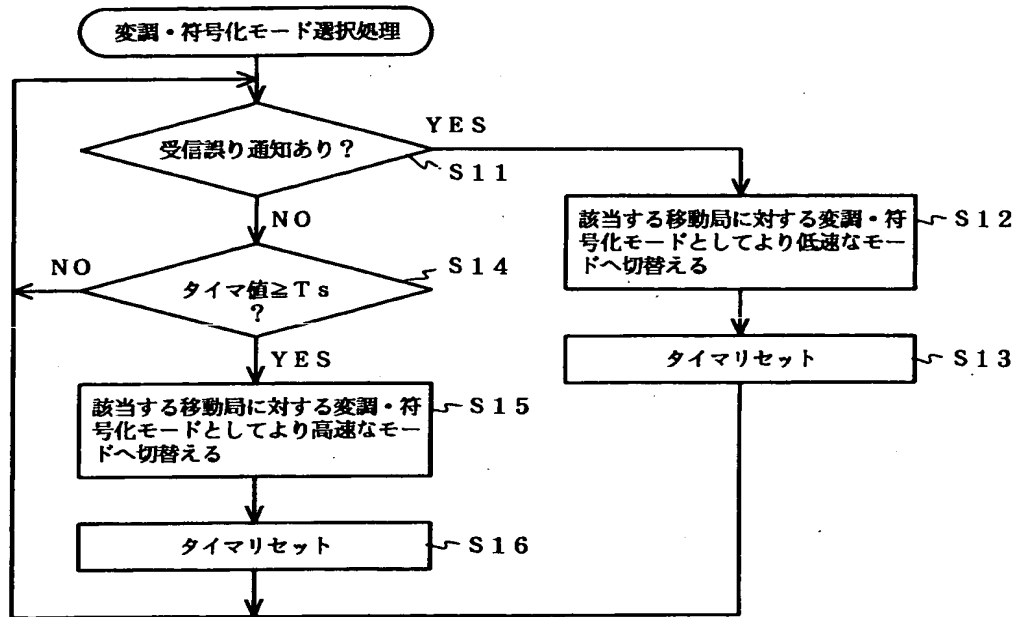 変調・符号化モード選択処理
受信誤り通知あり?
YES
S11
NO
該当する移動局に対する変調・符
号化モードとしてより低速なモー
ドへ切替える
S12
タイマ値≧Ts
?
NO
S14
YES
タイマリセット
S13
該当する移動局に対する変調・符
号化モードとしてより高速なモー
ドへ切替える
S15
タイマリセット
S16